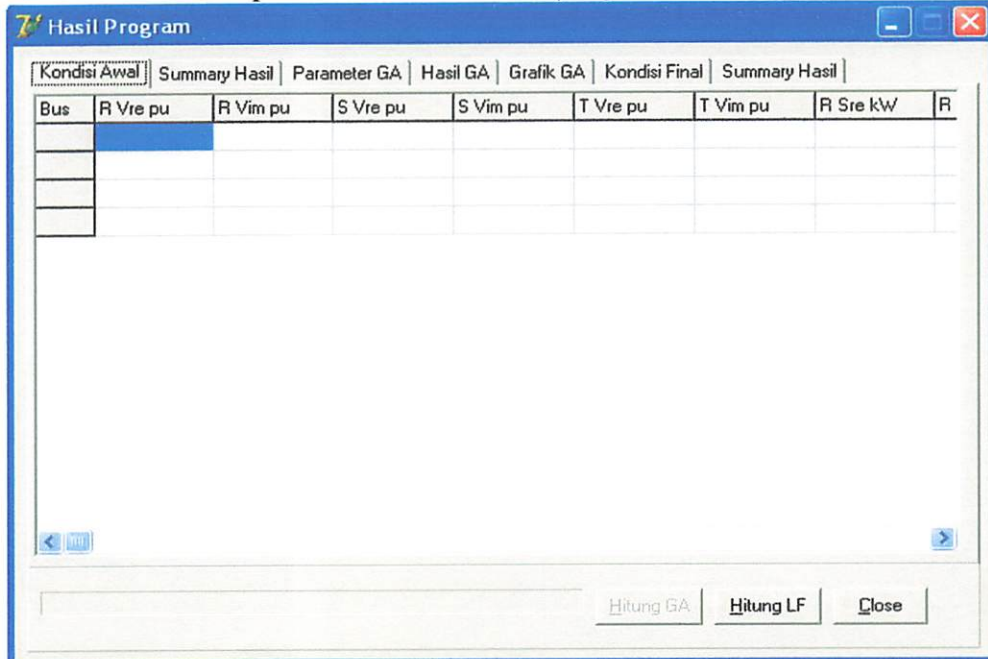 Hasil Program
Kondisi Awal Summary Hasil Parameter GA Hasil GA Grafik GA Kondisi Final Summary Hasil
Bus R Vre pu R Vim pu S Vre pu S Vim pu T Vre pu T Vim pu R Sre kW R
Hitung GA Hitung LF Close